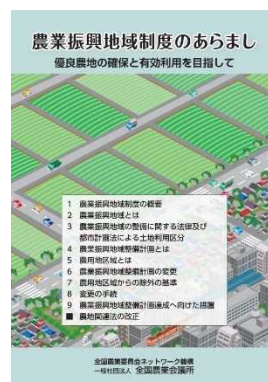 農業振興地域制度のあらまし
優良農地の確保と有効利用を目指して
1 農業振興地域制度の概要
2 農業振興地域とは
3 農業振興地域の整備に関する法律及び
都市計画法による土地利用区分
4 農業振興地域整備計画とは
5 農用地区域とは
6 農業振興地域整備計画の変更
7 農用地区域からの除外の基準
8 変更の手続
9 農業振興地域整備計画達成へ向けた措置
■ 農地関連法の改正
全国農業委員会ネットワーク機構
一般社団法人 全国農業会議所